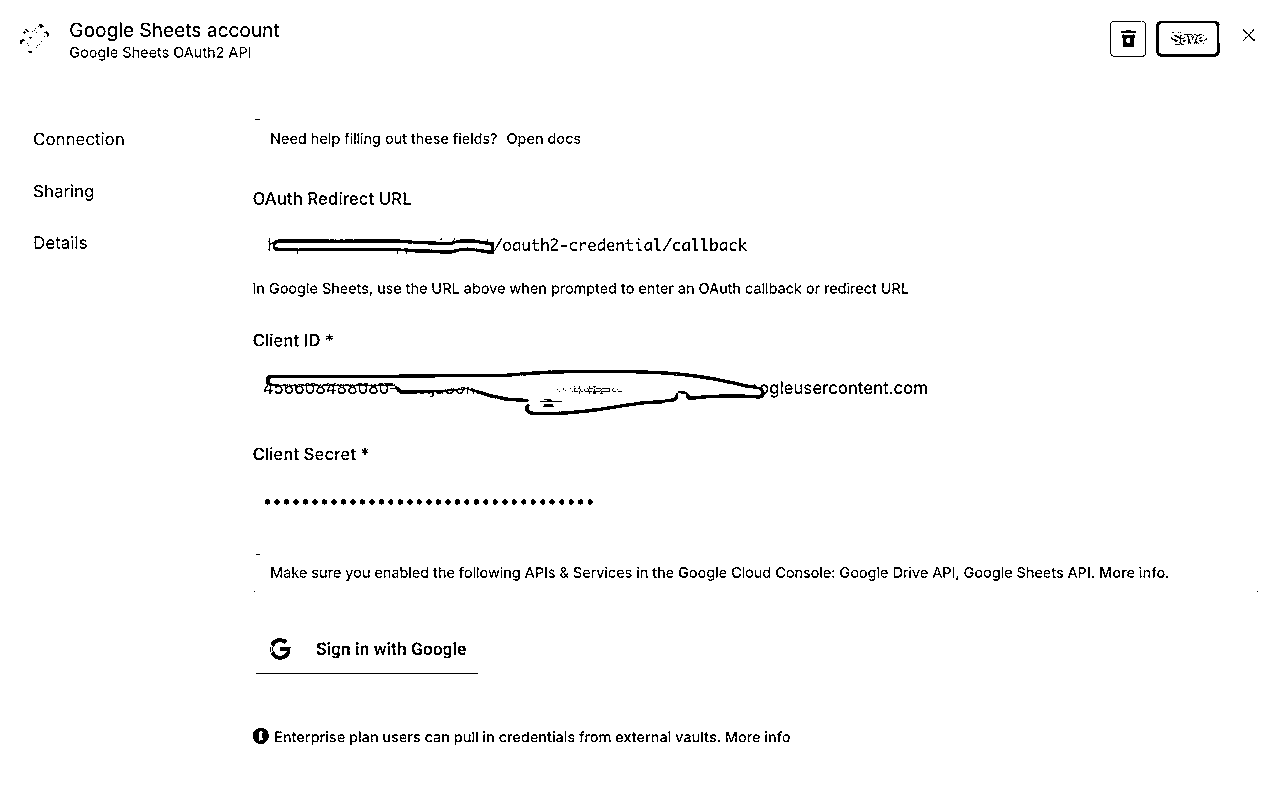 Google Sheets account
Google Sheets OAuth2 API
Save
Connection
Sharing
Details
Need help filling out these fields? Open docs
OAuth Redirect URL
/oauth2-credential/callback
In Google Sheets, use the URL above when prompted to enter an OAuth callback or redirect URL
Client ID *
ogleusercontent.com
Client Secret *
••••••••••••••••••••••••••••••••••
Make sure you enabled the following APIs & Services in the Google Cloud Console: Google Drive API, Google Sheets API. More info.
Sign in with Google
Enterprise plan users can pull in credentials from external vaults. More info